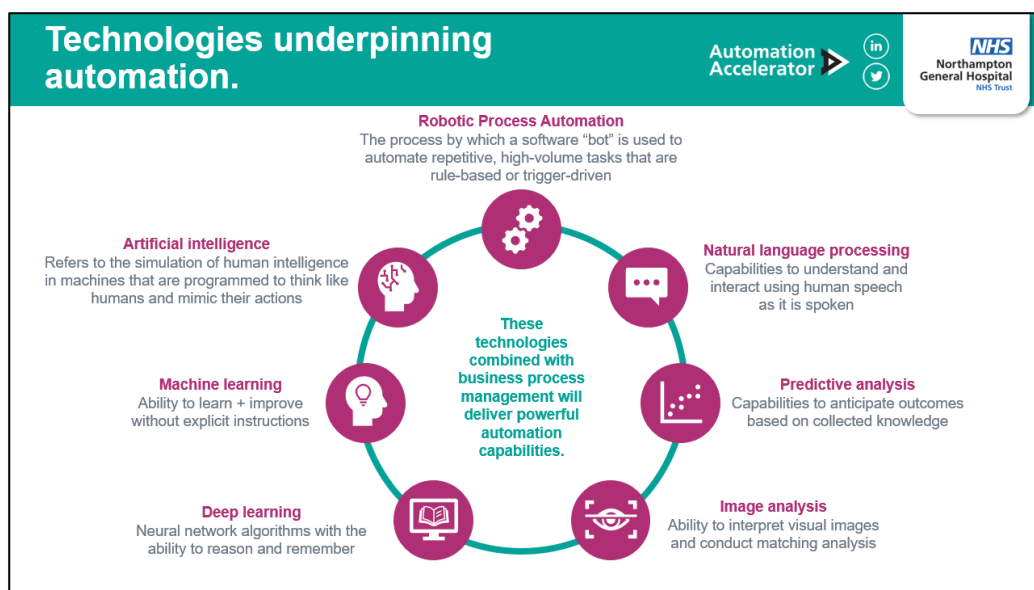 Technologies underpinning
automation.
Automation
Accelerator
in
NHS
Northampton
General Hospital
NHS Trust
Robotic Process Automation
The process by which a software “bot” is used to
automate repetitive, high-volume tasks that are
rule-based or trigger-driven
Artificial intelligence
Refers to the simulation of human intelligence
in machines that are programmed to think like
humans and mimic their actions
Natural language processing
Capabilities to understand and
interact using human speech
as it is spoken
These
technologies
combined with
business process
management will
deliver powerful
automation
capabilities.
Machine learning
Ability to learn + improve
without explicit instructions
Predictive analysis
Capabilities to anticipate outcomes
based on collected knowledge
Deep learning
Neural network algorithms with the
ability to reason and remember
Image analysis
Ability to interpret visual images
and conduct matching analysis